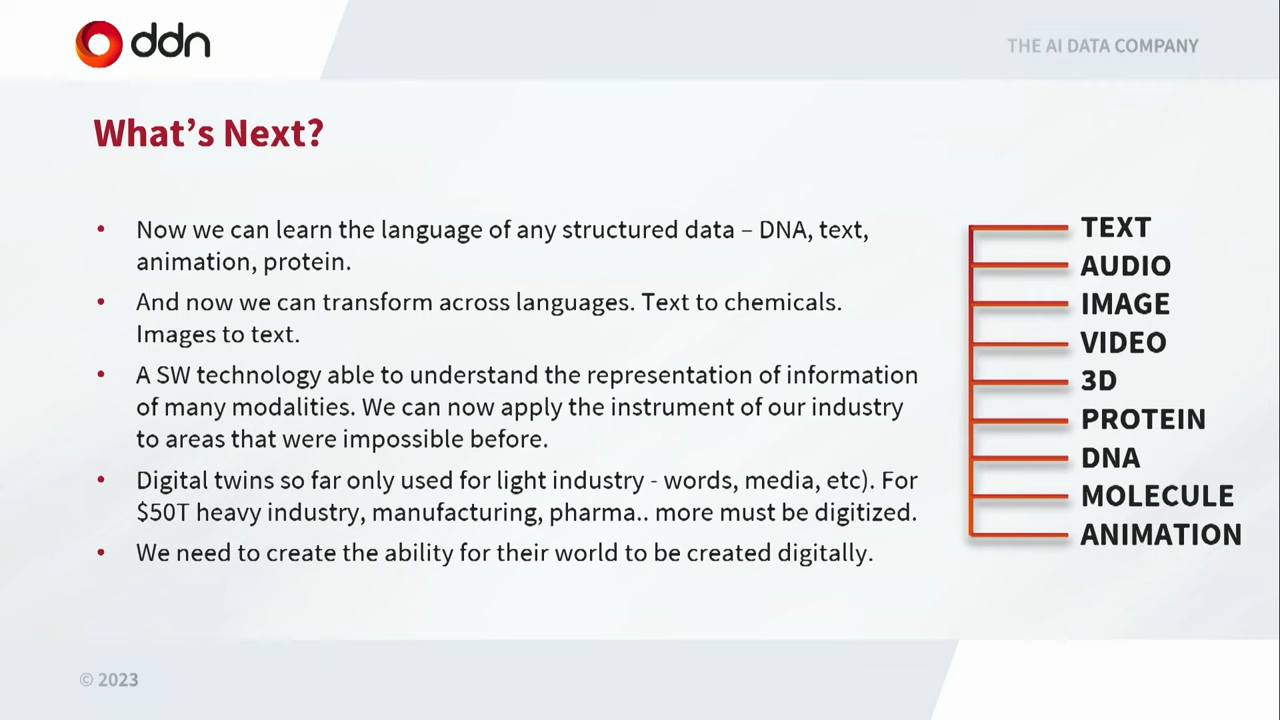 ddn
THE AI DATA COMPANY
What’s Next?
• Now we can learn the language of any structured data – DNA, text,
animation, protein.
• And now we can transform across languages. Text to chemicals.
Images to text.
• A SW technology able to understand the representation of information
of many modalities. We can now apply the instrument of our industry
to areas that were impossible before.
• Digital twins so far only used for light industry - words, media, etc). For
$50T heavy industry, manufacturing, pharma.. more must be digitized.
• We need to create the ability for their world to be created digitally.
TEXT
AUDIO
IMAGE
VIDEO
3D
PROTEIN
DNA
MOLECULE
ANIMATION
© 2023